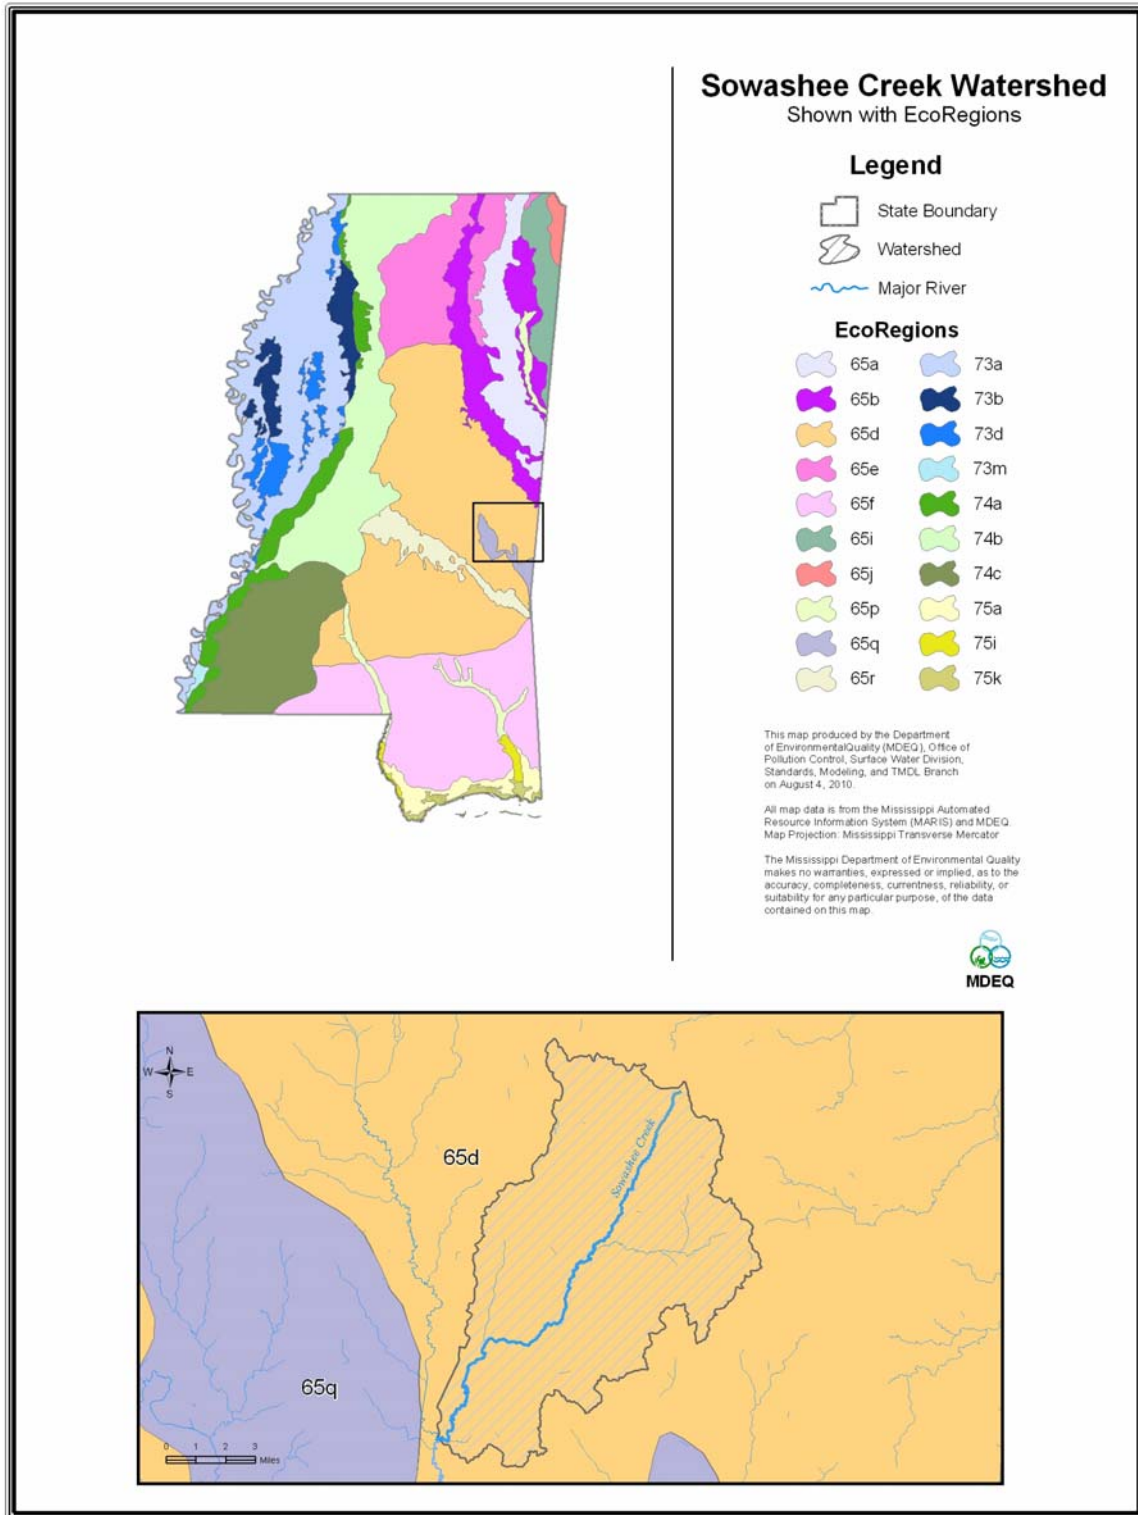 Sowashee Creek Watershed
Shown with EcoRegions
Legend
State Boundary
Watershed
Major River
EcoRegions
65a 73a
65b 73b
65d 73d
65e 73m
65f 74a
65i 74b
65j 74c
65p 75a
65q 75i
65r 75k
This map produced by the Department
of EnvironmentalQuality (MDEQ), Office of
Pollution Control, Surface Water Division,
Standards, Modeling, and TMDL Branch
on August 4, 2010.
All map data is from the Mississippi Automated
Resource Information System (MARIS) and MDEQ.
Map Projection: Mississippi Transverse Mercator
The Mississippi Department of Environmental Quality
makes no warranties, expressed or implied, as to the
accuracy, completeness, currentness, reliability, or
suitability for any particular purpose, of the data
contained on this map.
MDEQ
N
W E
S
65d
Sowashee Creek
65q
0 1 2 3
Miles